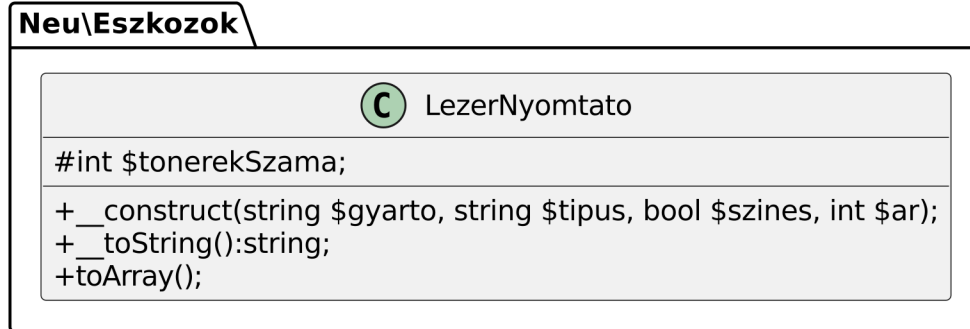 Neu\Eszkozok
C LezerNyomtato
#int $tonerekSzama;
+__construct(string $gyarto, string $tipus, bool $szines, int $ar);
+__toString():string;
+toArray();